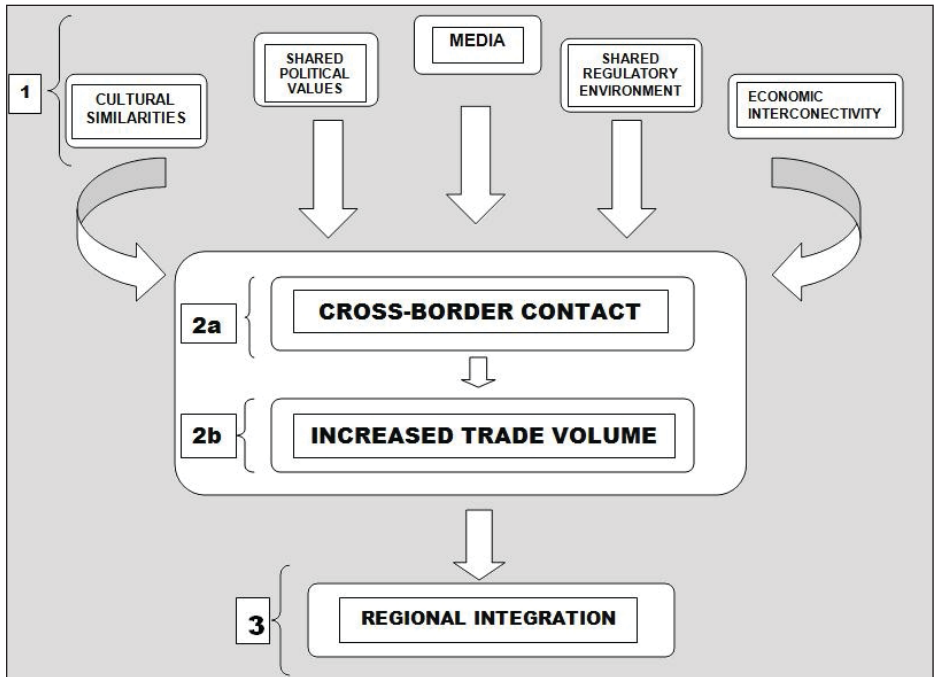 1
CULTURAL
SIMILARITIES
SHARED
POLITICAL
VALUES
MEDIA
SHARED
REGULATORY
ENVIRONMENT
ECONOMIC
INTERCONECTIVITY
2a
CROSS-BORDER CONTACT
2b
INCREASED TRADE VOLUME
3
REGIONAL INTEGRATION